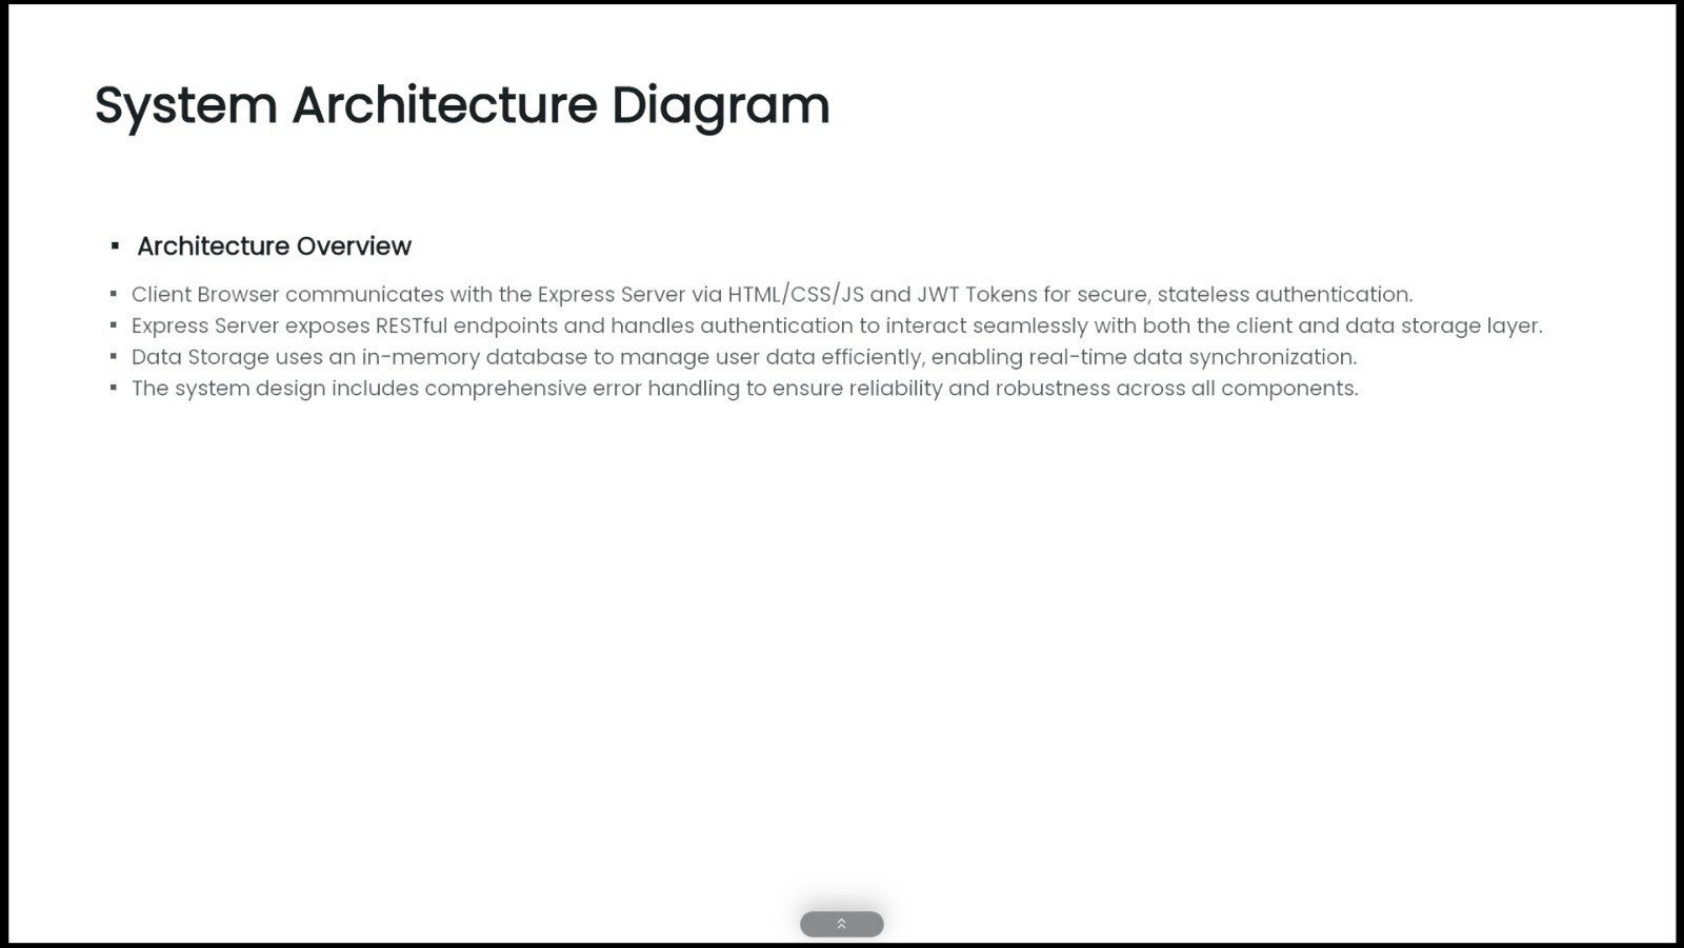 System Architecture Diagram
▪ Architecture Overview
▪ Client Browser communicates with the Express Server via HTML/CSS/JS and JWT Tokens for secure, stateless authentication.
▪ Express Server exposes RESTful endpoints and handles authentication to interact seamlessly with both the client and data storage layer.
▪ Data Storage uses an in-memory database to manage user data efficiently, enabling real-time data synchronization.
▪ The system design includes comprehensive error handling to ensure reliability and robustness across all components.